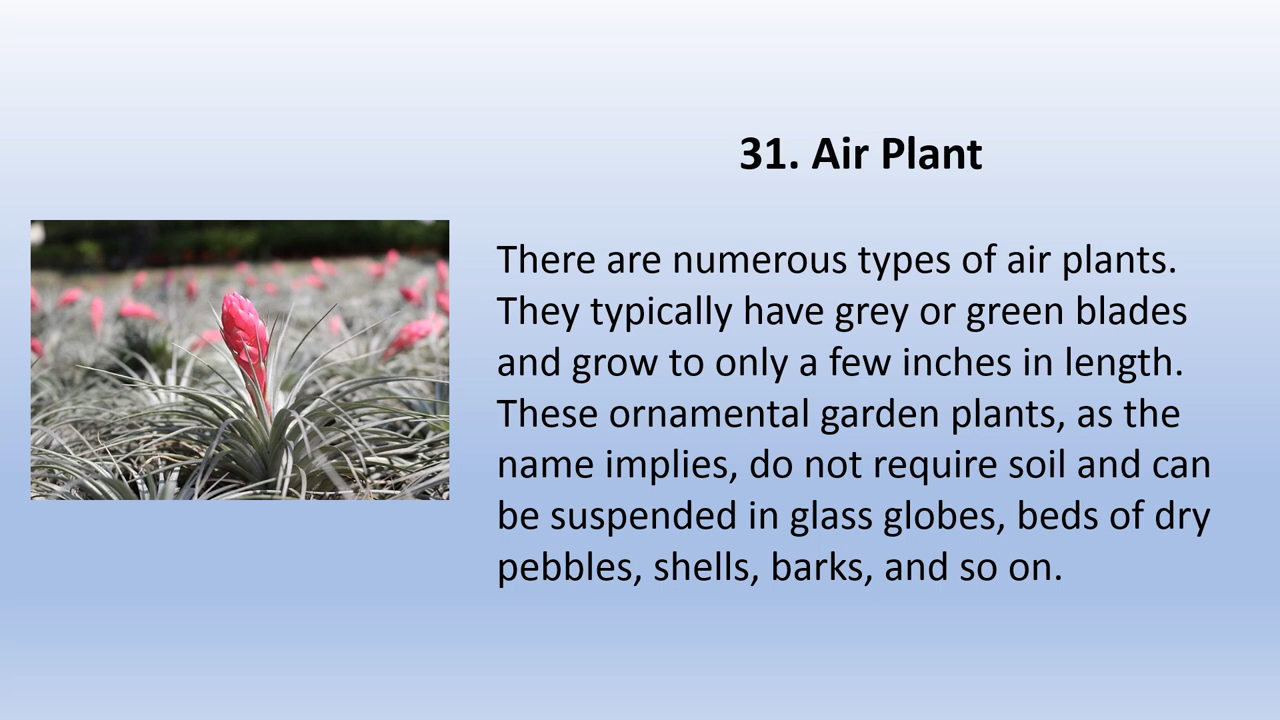 31. Air Plant
There are numerous types of air plants.
They typically have grey or green blades
and grow to only a few inches in length.
These ornamental garden plants, as the
name implies, do not require soil and can
be suspended in glass globes, beds of dry
pebbles, shells, barks, and so on.